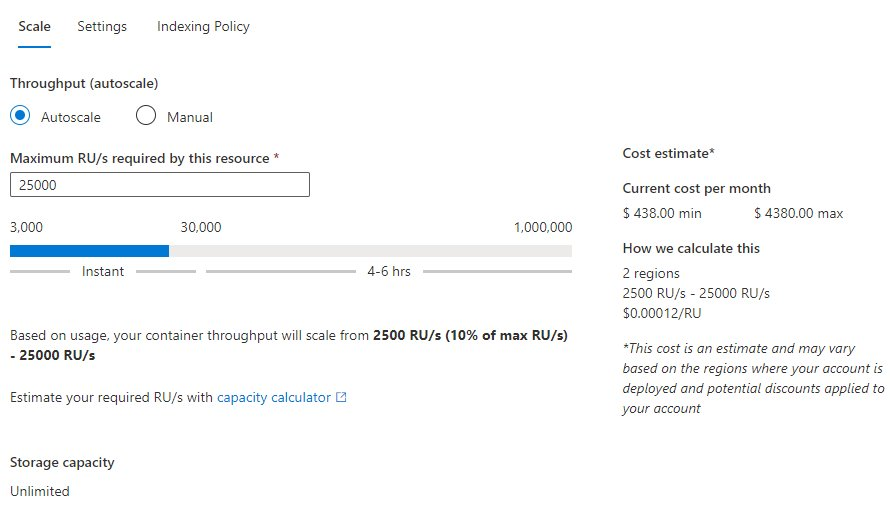 Scale Settings Indexing Policy
Throughput (autoscale)
Autoscale Manual
Maximum RU/s required by this resource *
25000
3,000 30,000 1,000,000
Instant 4-6 hrs
Based on usage, your container throughput will scale from 2500 RU/s (10% of max RU/s)
- 25000 RU/s
Estimate your required RU/s with capacity calculator
Storage capacity
Unlimited
Cost estimate*
Current cost per month
$ 438.00 min $ 4380.00 max
How we calculate this
2 regions
2500 RU/s - 25000 RU/s
$0.00012/RU
*This cost is an estimate and may vary
based on the regions where your account is
deployed and potential discounts applied to
your account